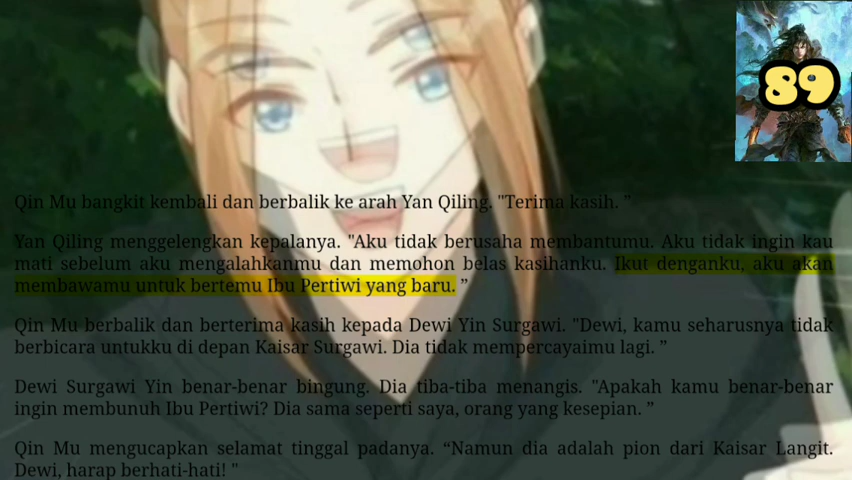 89
Qin Mu bangkit kembali dan berbalik ke arah Yan Qiling. "Terima kasih. ”
Yan Qiling menggelengkan kepalanya. "Aku tidak berusaha membantumu. Aku tidak ingin kau
mati sebelum aku mengalahkanmu dan memohon belas kasihanku. Ikut denganku, aku akan
membawamu untuk bertemu Ibu Pertiwi yang baru. ”
Qin Mu berbalik dan berterima kasih kepada Dewi Yin Surgawi. "Dewi, kamu seharusnya tidak
berbicara untukku di depan Kaisar Surgawi. Dia tidak mempercayaimu lagi. ”
Dewi Surgawi Yin benar-benar bingung. Dia tiba-tiba menangis. "Apakah kamu benar-benar
ingin membunuh Ibu Pertiwi? Dia sama seperti saya, orang yang kesepian. ”
Qin Mu mengucapkan selamat tinggal padanya. “Namun dia adalah pion dari Kaisar Langit.
Dewi, harap berhati-hati! "